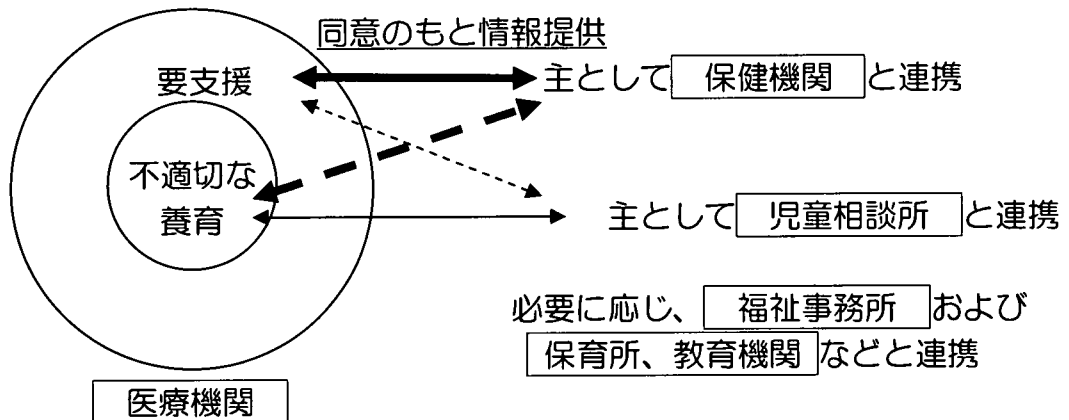 同意のもと情報提供
要支援
主として 保健機関 と連携
不適切な
養育
主として 児童相談所 と連携
必要に応じ、 福祉事務所 および
保育所、教育機関 などと連携
医療機関